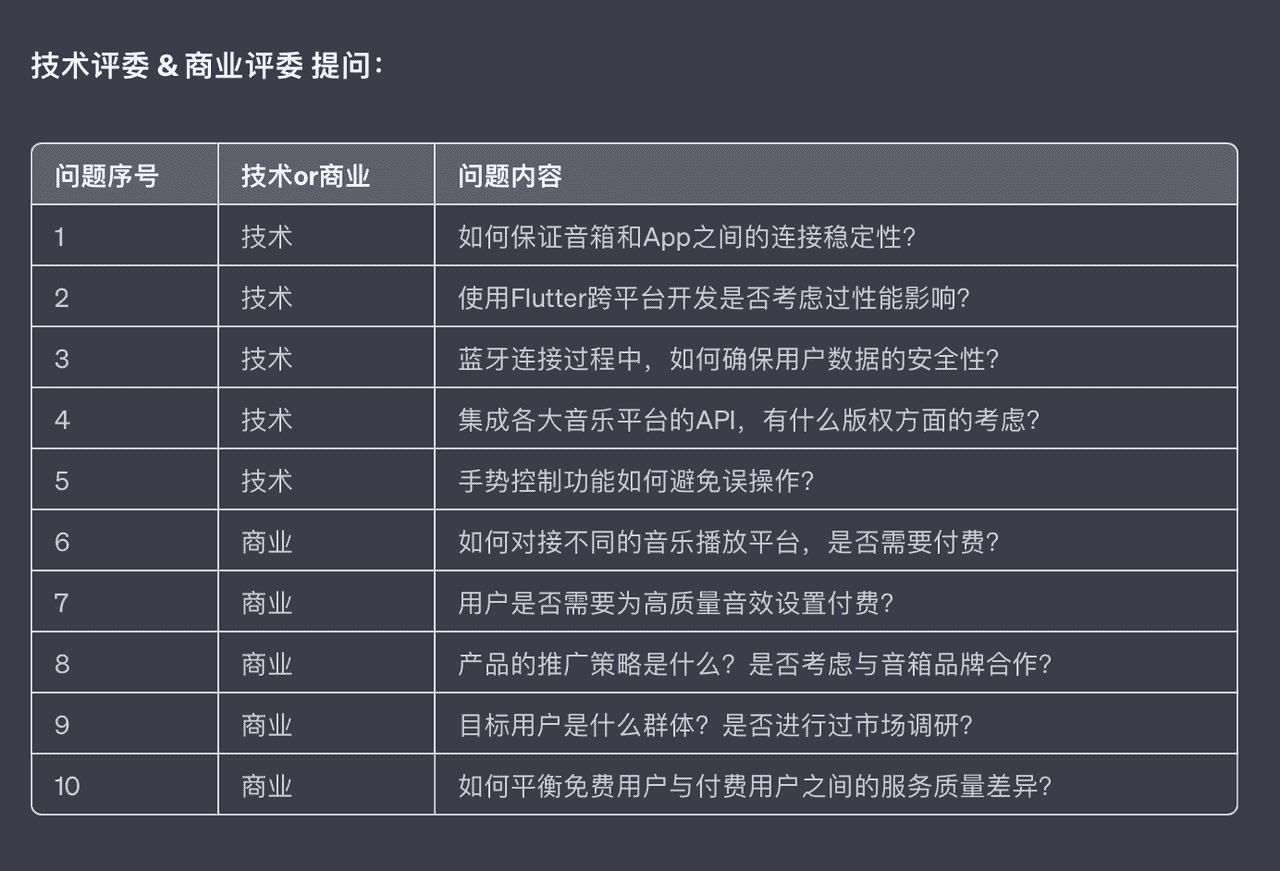 技术评委 & 商业评委 提问：
问题序号 技术or商业 问题内容
1 技术 如何保证音箱和App之间的连接稳定性？
2 技术 使用Flutter跨平台开发是否考虑过性能影响？
3 技术 蓝牙连接过程中，如何确保用户数据的安全性？
4 技术 集成各大音乐平台的API，有什么版权方面的考虑？
5 技术 手势控制功能如何避免误操作？
6 商业 如何对接不同的音乐播放平台，是否需要付费？
7 商业 用户是否需要为高质量音效设置付费？
8 商业 产品的推广策略是什么？是否考虑与音箱品牌合作？
9 商业 目标用户是什么群体？是否进行过市场调研？
10 商业 如何平衡免费用户与付费用户之间的服务质量差异？